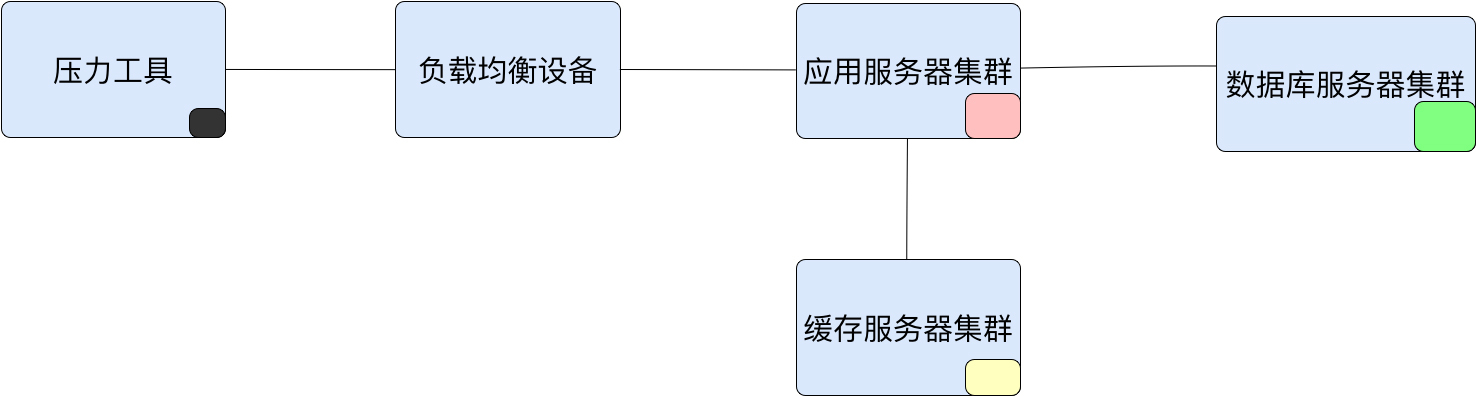 压力工具
负载均衡设备
应用服务器集群
数据库服务器集群
缓存服务器集群